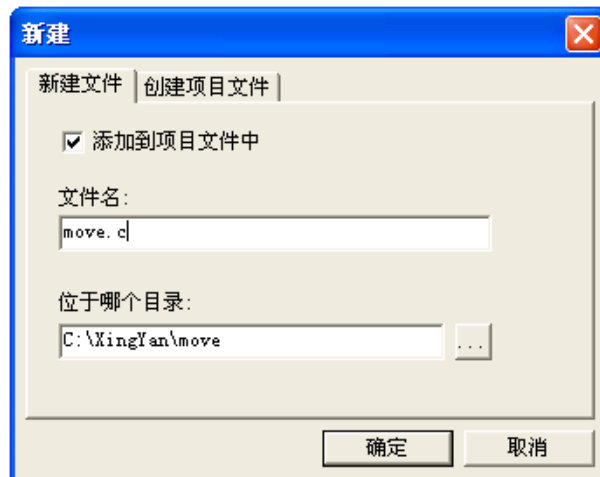 新建
新建文件 创建项目文件
添加到项目文件中
文件名:
move.c
位于哪个目录:
C:\XingYan\move
...
确定 取消